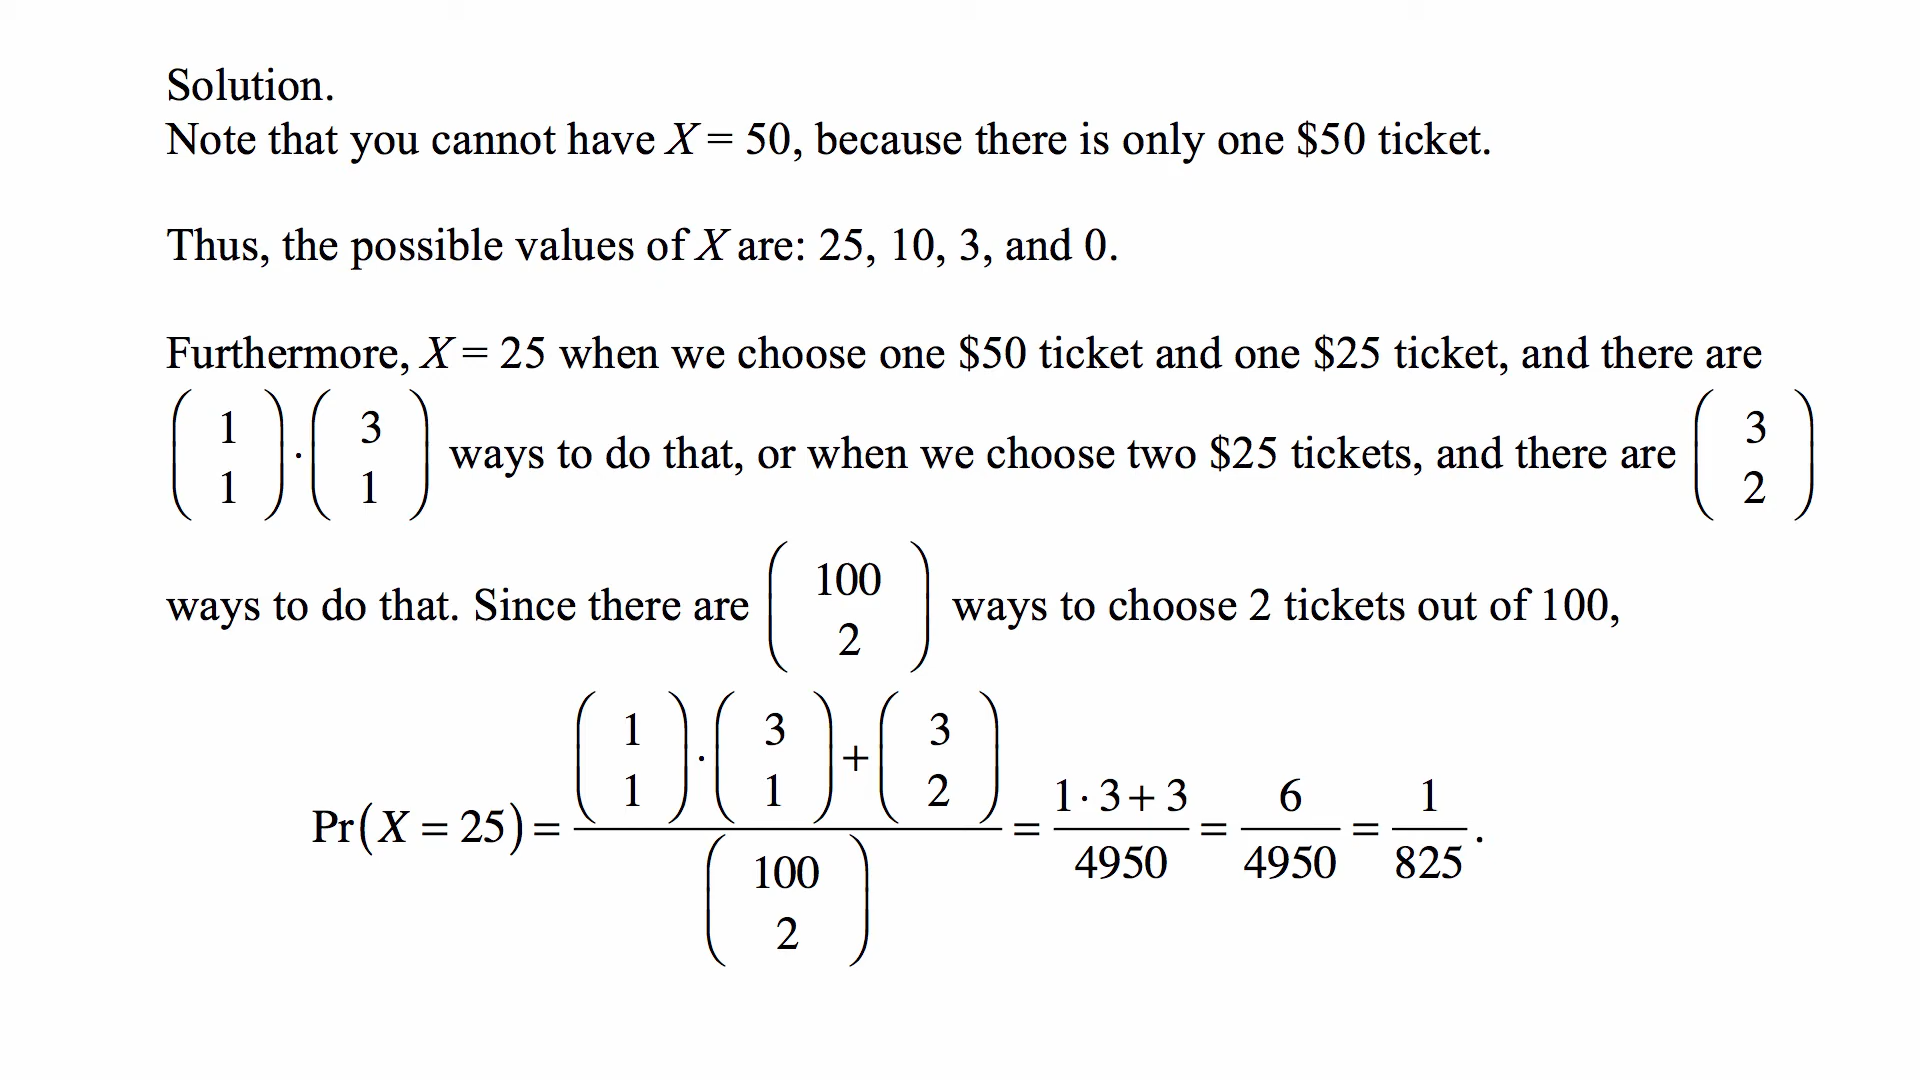 Solution.
Note that you cannot have X = 50, because there is only one $50 ticket.
Thus, the possible values of X are: 25, 10, 3, and 0.
Furthermore, X = 25 when we choose one $50 ticket and one $25 ticket, and there are
(1 1)·(3 1) ways to do that, or when we choose two $25 tickets, and there are (3 2)
ways to do that. Since there are (100 2) ways to choose 2 tickets out of 100,
Pr(X = 25) = ((1 1)·(3 1)+(3 2))/(100 2) = (1·3+3)/4950 = 6/4950 = 1/825.